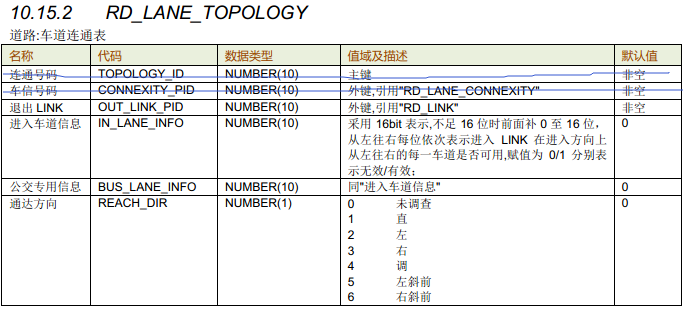 10.15.2 RD_LANE_TOPOLOGY
道路:车道连通表
名称 代码 数据类型 值域及描述 默认值
连通号码 TOPOLOGY_ID NUMBER(10) 主键 非空
车信号码 CONNEXITY_PID NUMBER(10) 外键,引用"RD_LANE_CONNEXITY" 非空
退出 LINK OUT_LINK_PID NUMBER(10) 外键,引用"RD_LINK" 非空
进入车道信息 IN_LANE_INFO NUMBER(10) 采用 16bit 表示,不足 16 位时前面补 0 至 16 位, 0
从左往右每位依次表示进入 LINK 在进入方向上
从左往右的每一车道是否可用,赋值为 0/1 分别表
示无效/有效;
公交专用信息 BUS_LANE_INFO NUMBER(10) 同"进入车道信息" 0
通达方向 REACH_DIR NUMBER(1) 0 未调查 0
1 直
2 左
3 右
4 调
5 左斜前
6 右斜前